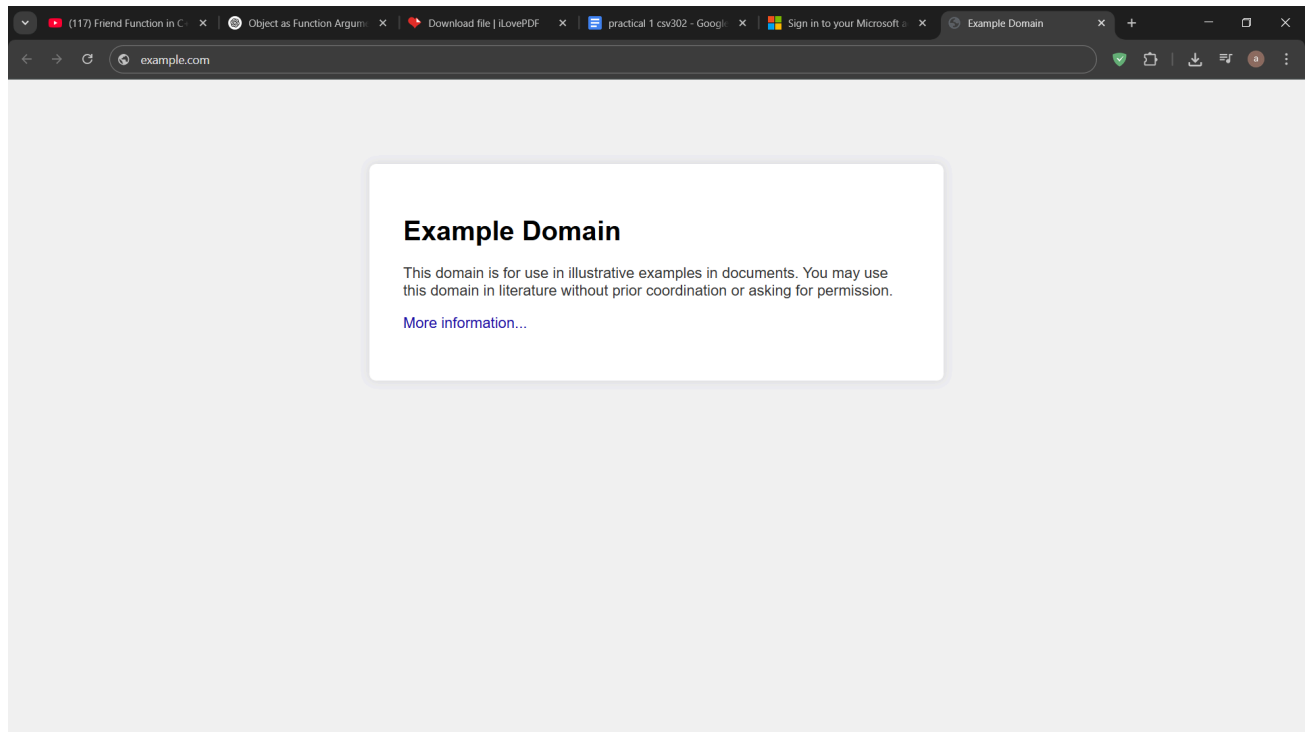 (117) Friend Function in C+
Object as Function Argum
Download file | iLovePDF
practical 1 csv302 - Google
Sign in to your Microsoft a
Example Domain
example.com
a
Example Domain
This domain is for use in illustrative examples in documents. You may use
this domain in literature without prior coordination or asking for permission.
More information...